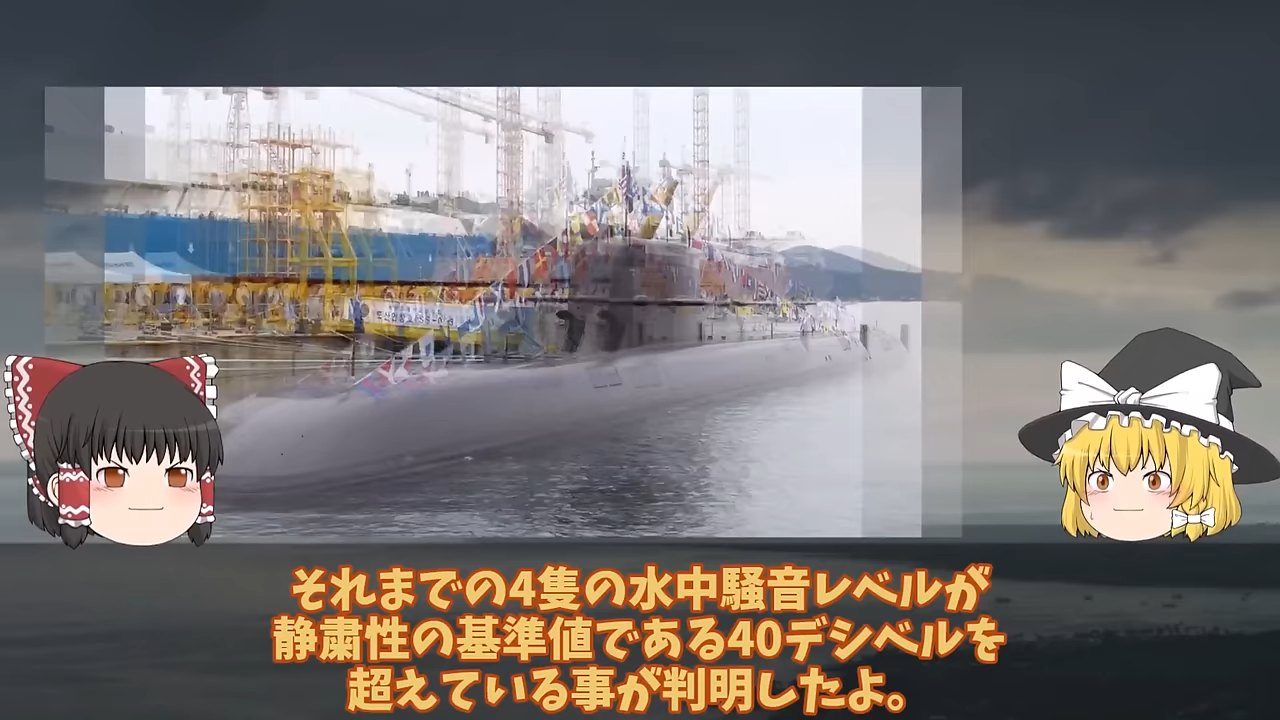 それまでの4隻の水中騒音レベルが
静粛性の基準値である40デシベルを
超えている事が判明したよ。